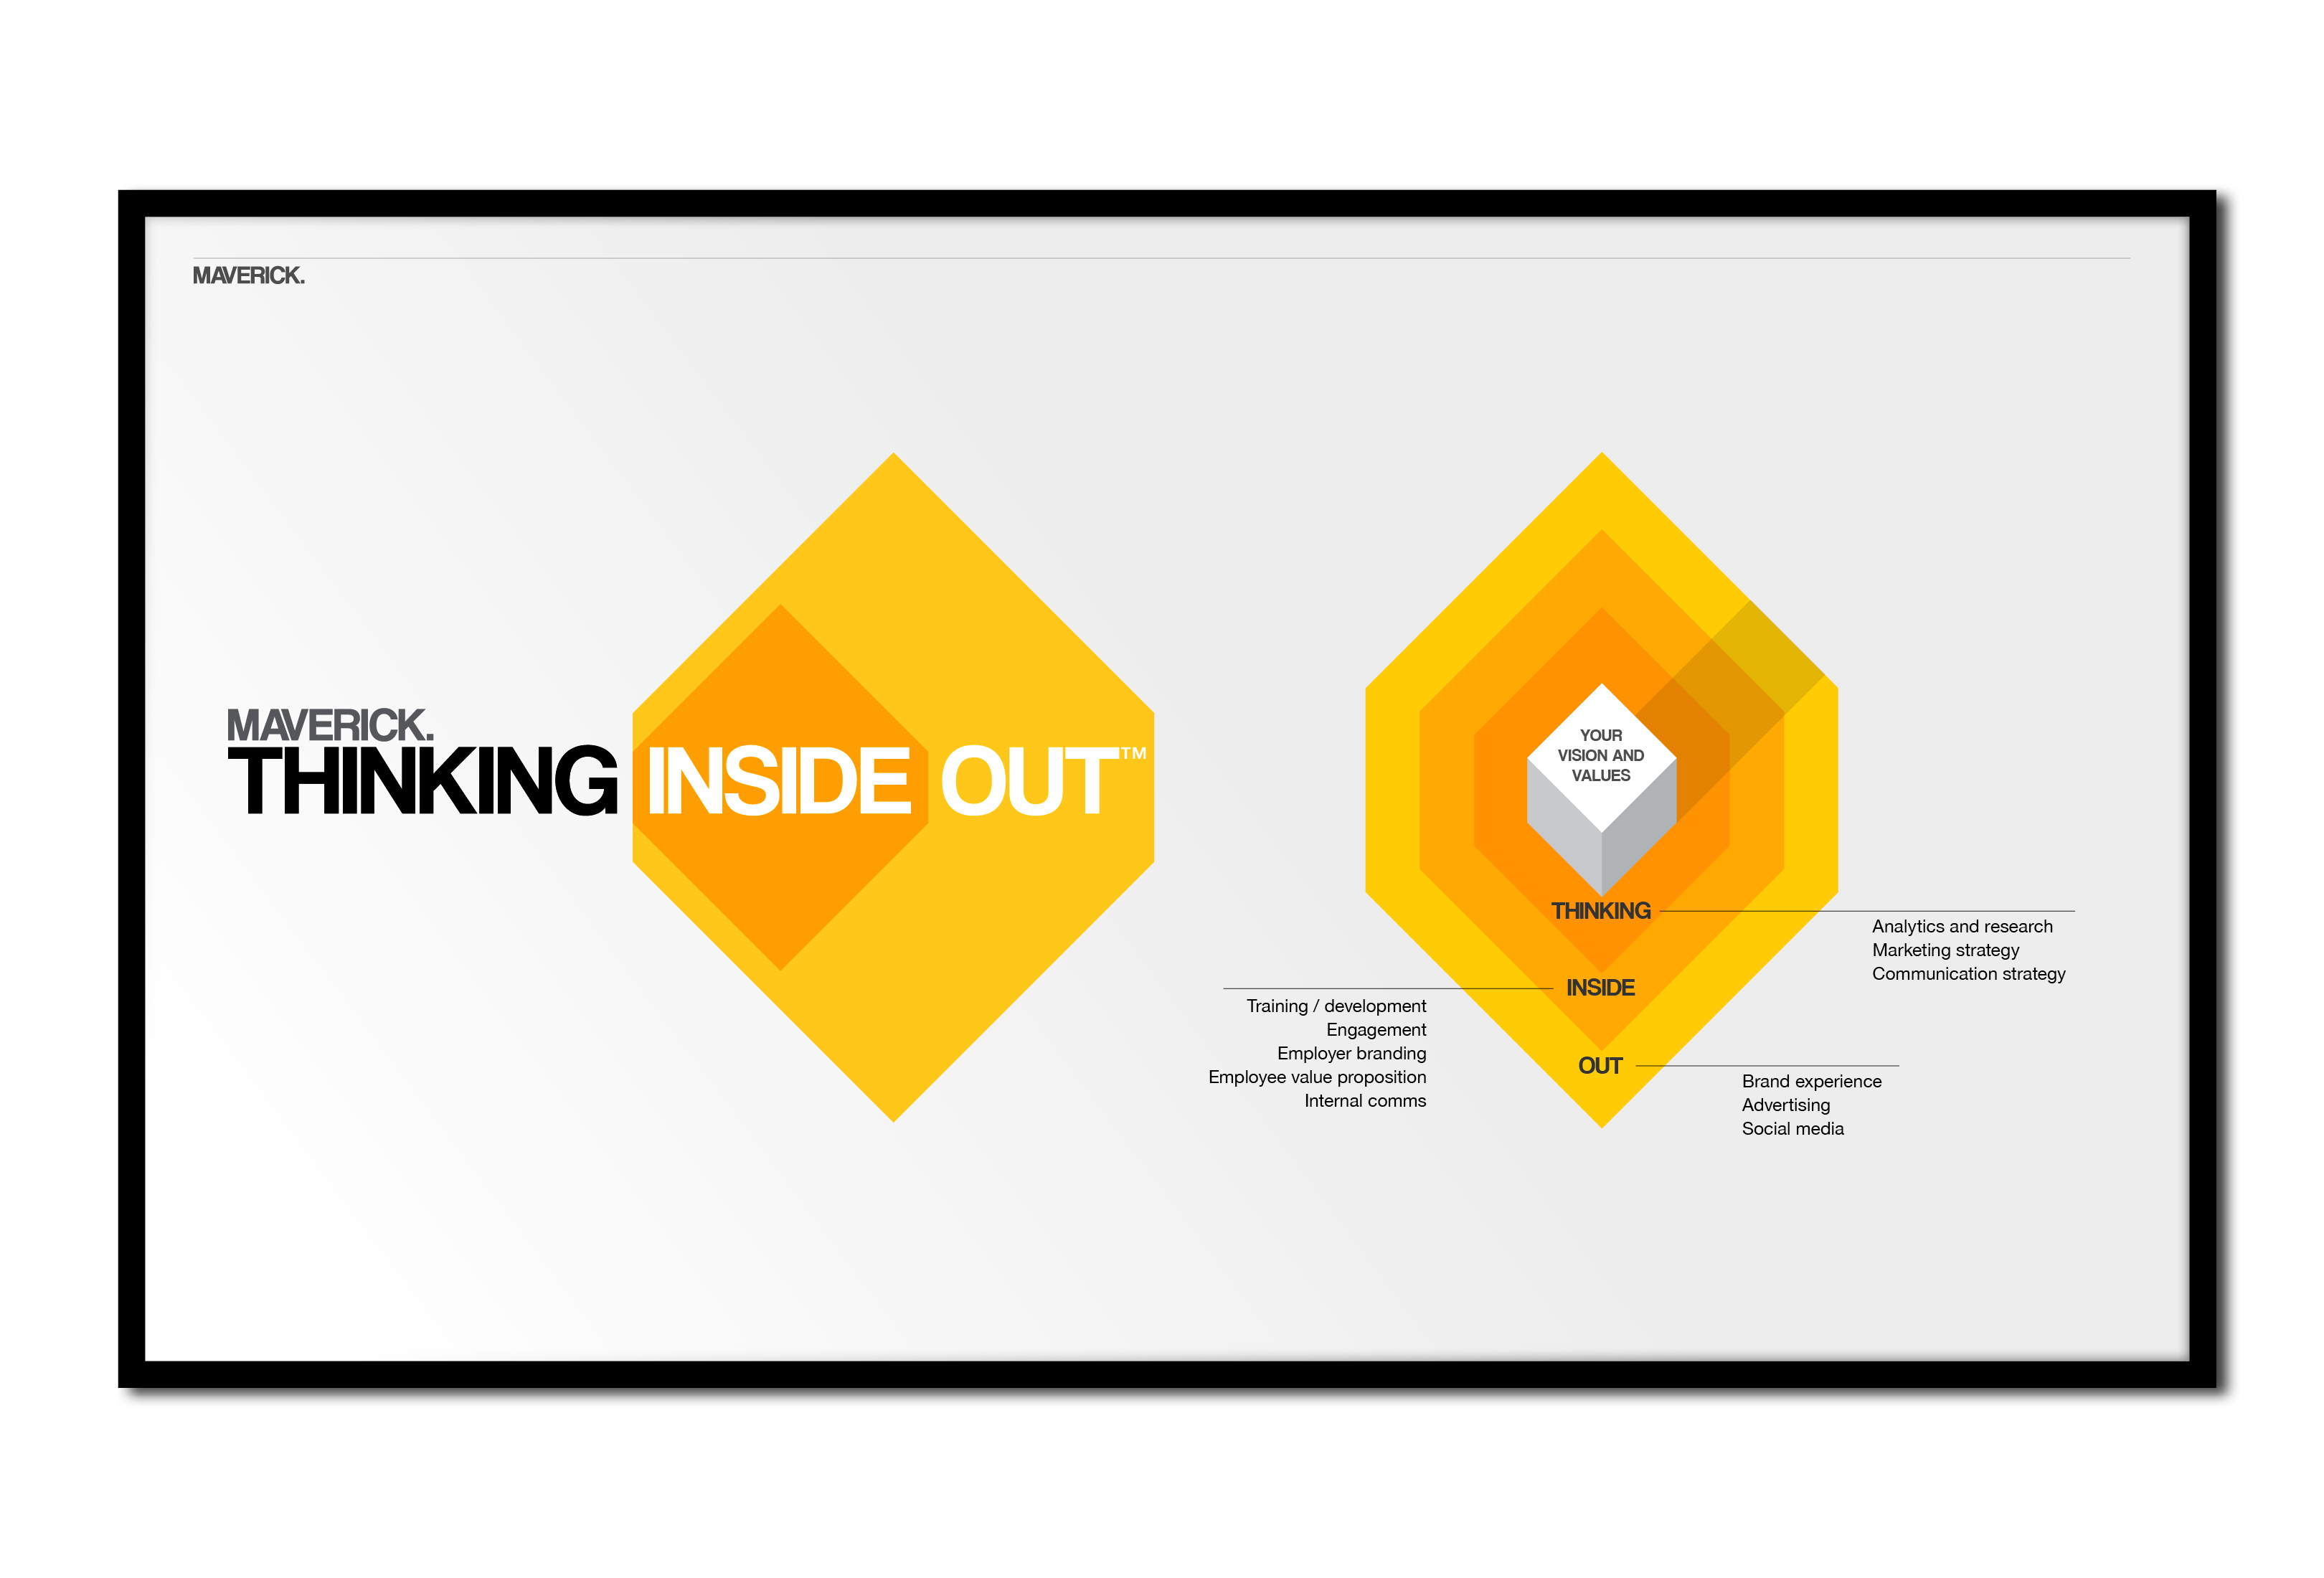 MAVERICK.
MAVERICK.
THINKING INSIDE OUT™
YOUR
VISION AND
VALUES
THINKING
Analytics and research
Marketing strategy
Communication strategy
INSIDE
Training / development
Engagement
Employer branding
Employee value proposition
Internal comms
OUT
Brand experience
Advertising
Social media